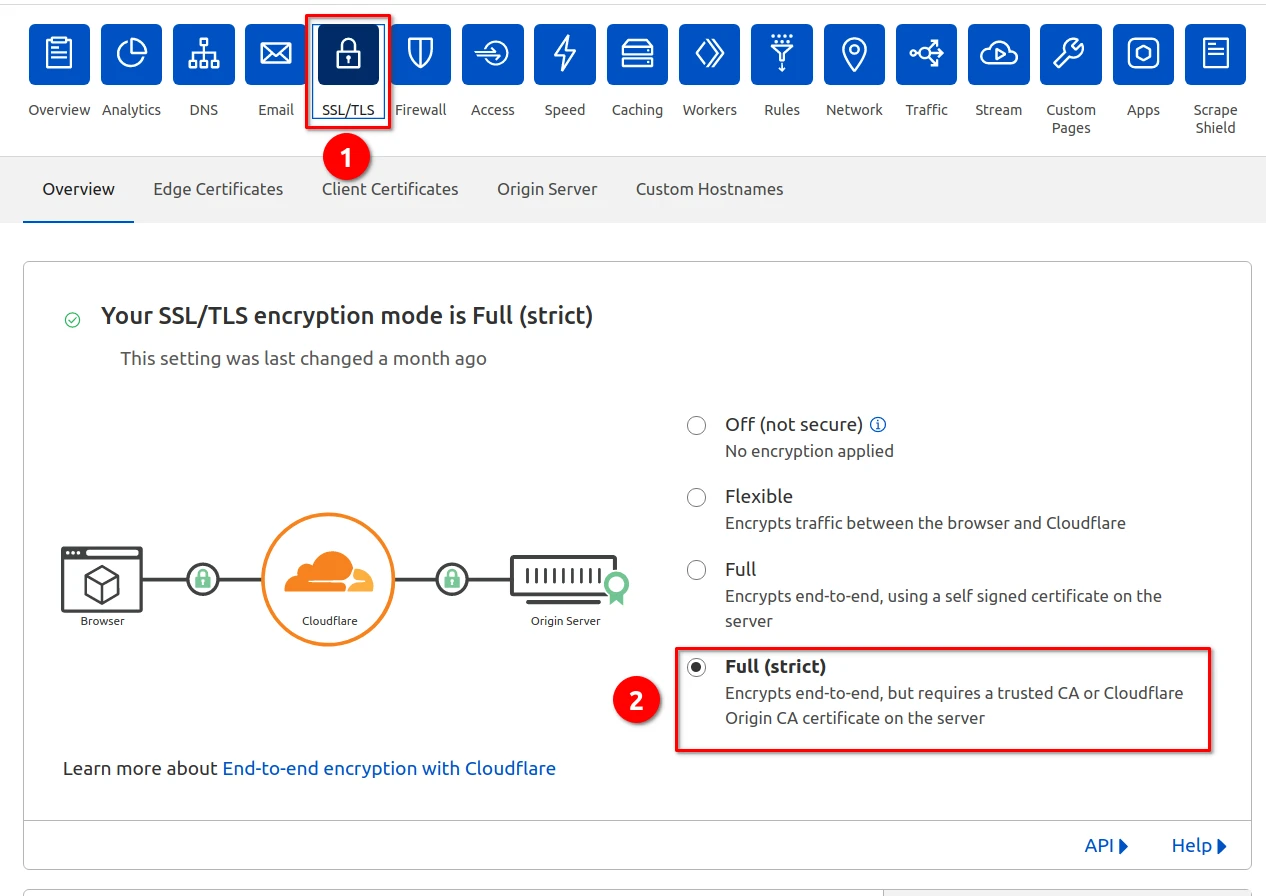 Overview
Analytics
DNS
Email
SSL/TLS
Firewall
Access
Speed
Caching
Workers
Rules
Network
Traffic
Stream
Custom
Pages
Apps
Scrape
Shield
1
Overview
Edge Certificates
Client Certificates
Origin Server
Custom Hostnames
Your SSL/TLS encryption mode is Full (strict)
This setting was last changed a month ago
Browser
Cloudflare
Origin Server
Off (not secure)
No encryption applied
Flexible
Encrypts traffic between the browser and Cloudflare
Full
Encrypts end-to-end, using a self signed certificate on the
server
2
Full (strict)
Encrypts end-to-end, but requires a trusted CA or Cloudflare
Origin CA certificate on the server
Learn more about End-to-end encryption with Cloudflare
API
Help